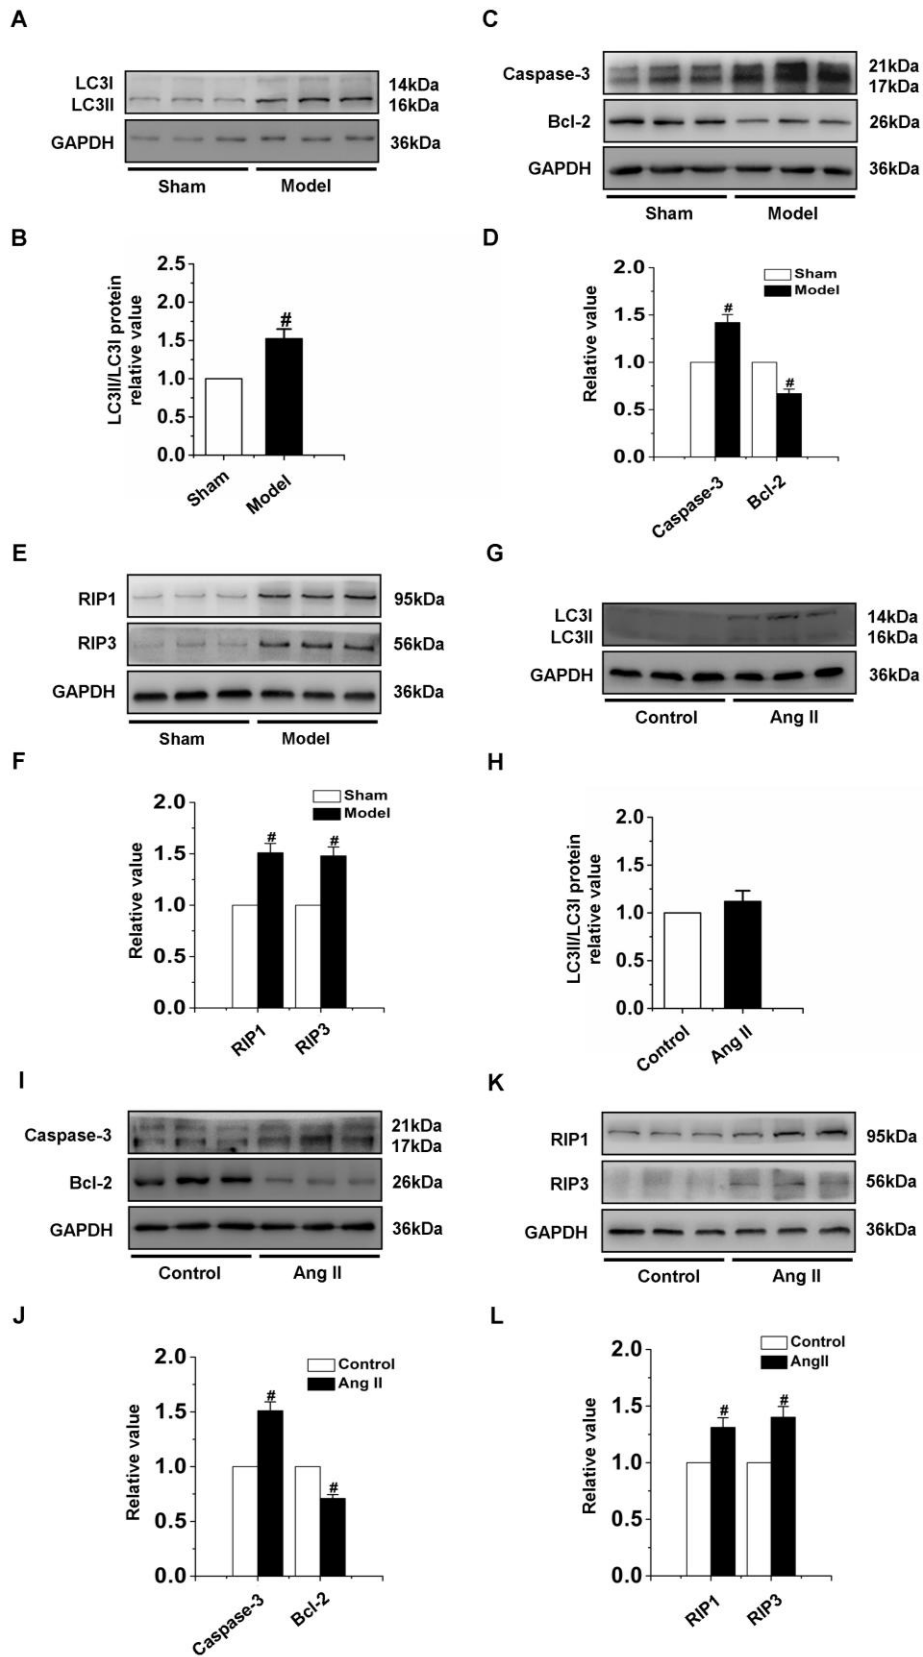 A
LC3I 14kDa
LC3II 16kDa
GAPDH 36kDa
Sham Model
C
Caspase-3 21kDa
17kDa
Bcl-2 26kDa
GAPDH 36kDa
Sham Model
B
LC3II/LC3I protein
relative value
2.5
2.0
1.5
1.0
0.5
0.0
#
Sham
Model
D
Relative value
2.0
1.5
1.0
0.5
0.0
Sham
Model
#
#
Caspase-3
Bcl-2
E
RIP1 95kDa
RIP3 56kDa
GAPDH 36kDa
Sham Model
G
LC3I 14kDa
LC3II 16kDa
GAPDH 36kDa
Control Ang II
F
Relative value
2.0
1.5
1.0
0.5
0.0
Sham
Model
#
#
RIP1
RIP3
H
LC3II/LC3I protein
relative value
2.0
1.5
1.0
0.5
0.0
Control
Ang II
I
Caspase-3 21kDa
17kDa
Bcl-2 26kDa
GAPDH 36kDa
Control Ang II
K
RIP1 95kDa
RIP3 56kDa
GAPDH 36kDa
Control Ang II
J
Relative value
2.0
1.5
1.0
0.5
0.0
Control
Ang II
#
#
Caspase-3
Bcl-2
L
Relative value
2.0
1.5
1.0
0.5
0.0
Control
AngII
#
#
RIP1
RIP3